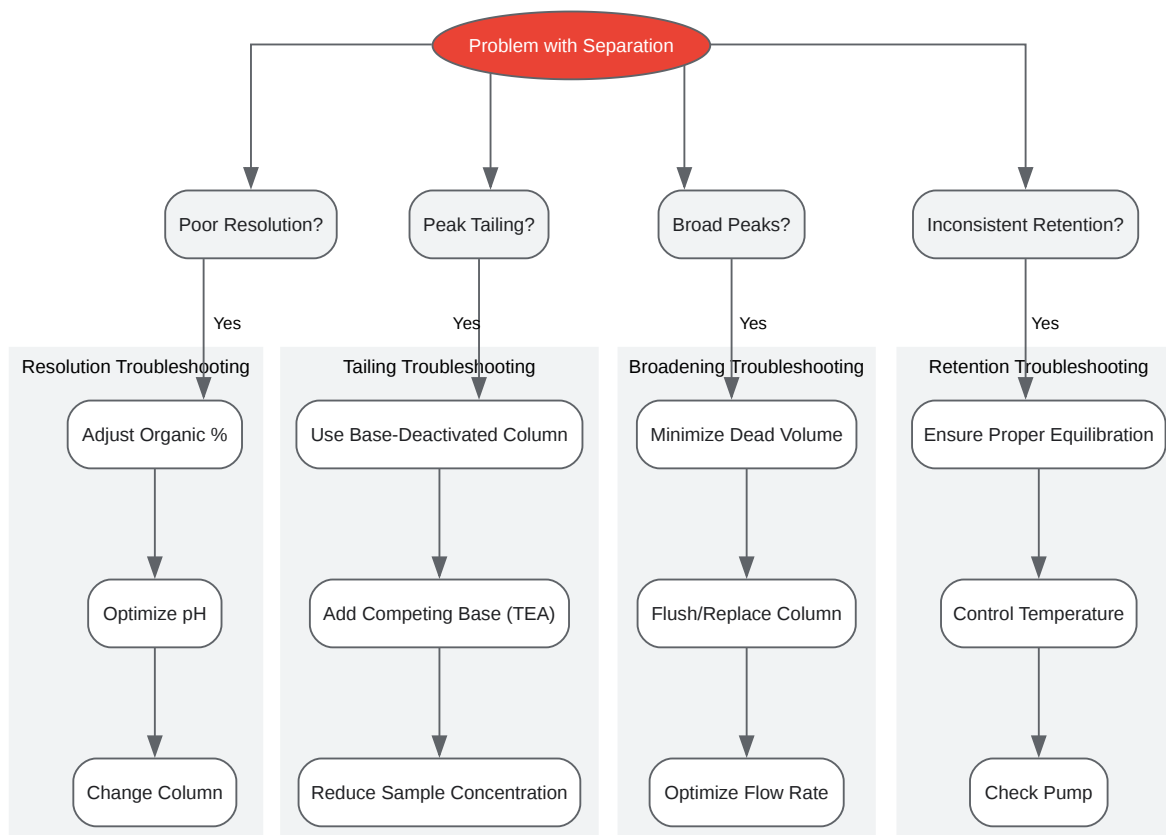 Problem with Separation
Poor Resolution?
Peak Tailing?
Broad Peaks?
Inconsistent Retention?
Yes
Yes
Yes
Yes
Resolution Troubleshooting
Tailing Troubleshooting
Broadening Troubleshooting
Retention Troubleshooting
Adjust Organic %
Use Base-Deactivated Column
Minimize Dead Volume
Ensure Proper Equilibration
Optimize pH
Add Competing Base (TEA)
Flush/Replace Column
Control Temperature
Change Column
Reduce Sample Concentration
Optimize Flow Rate
Check Pump